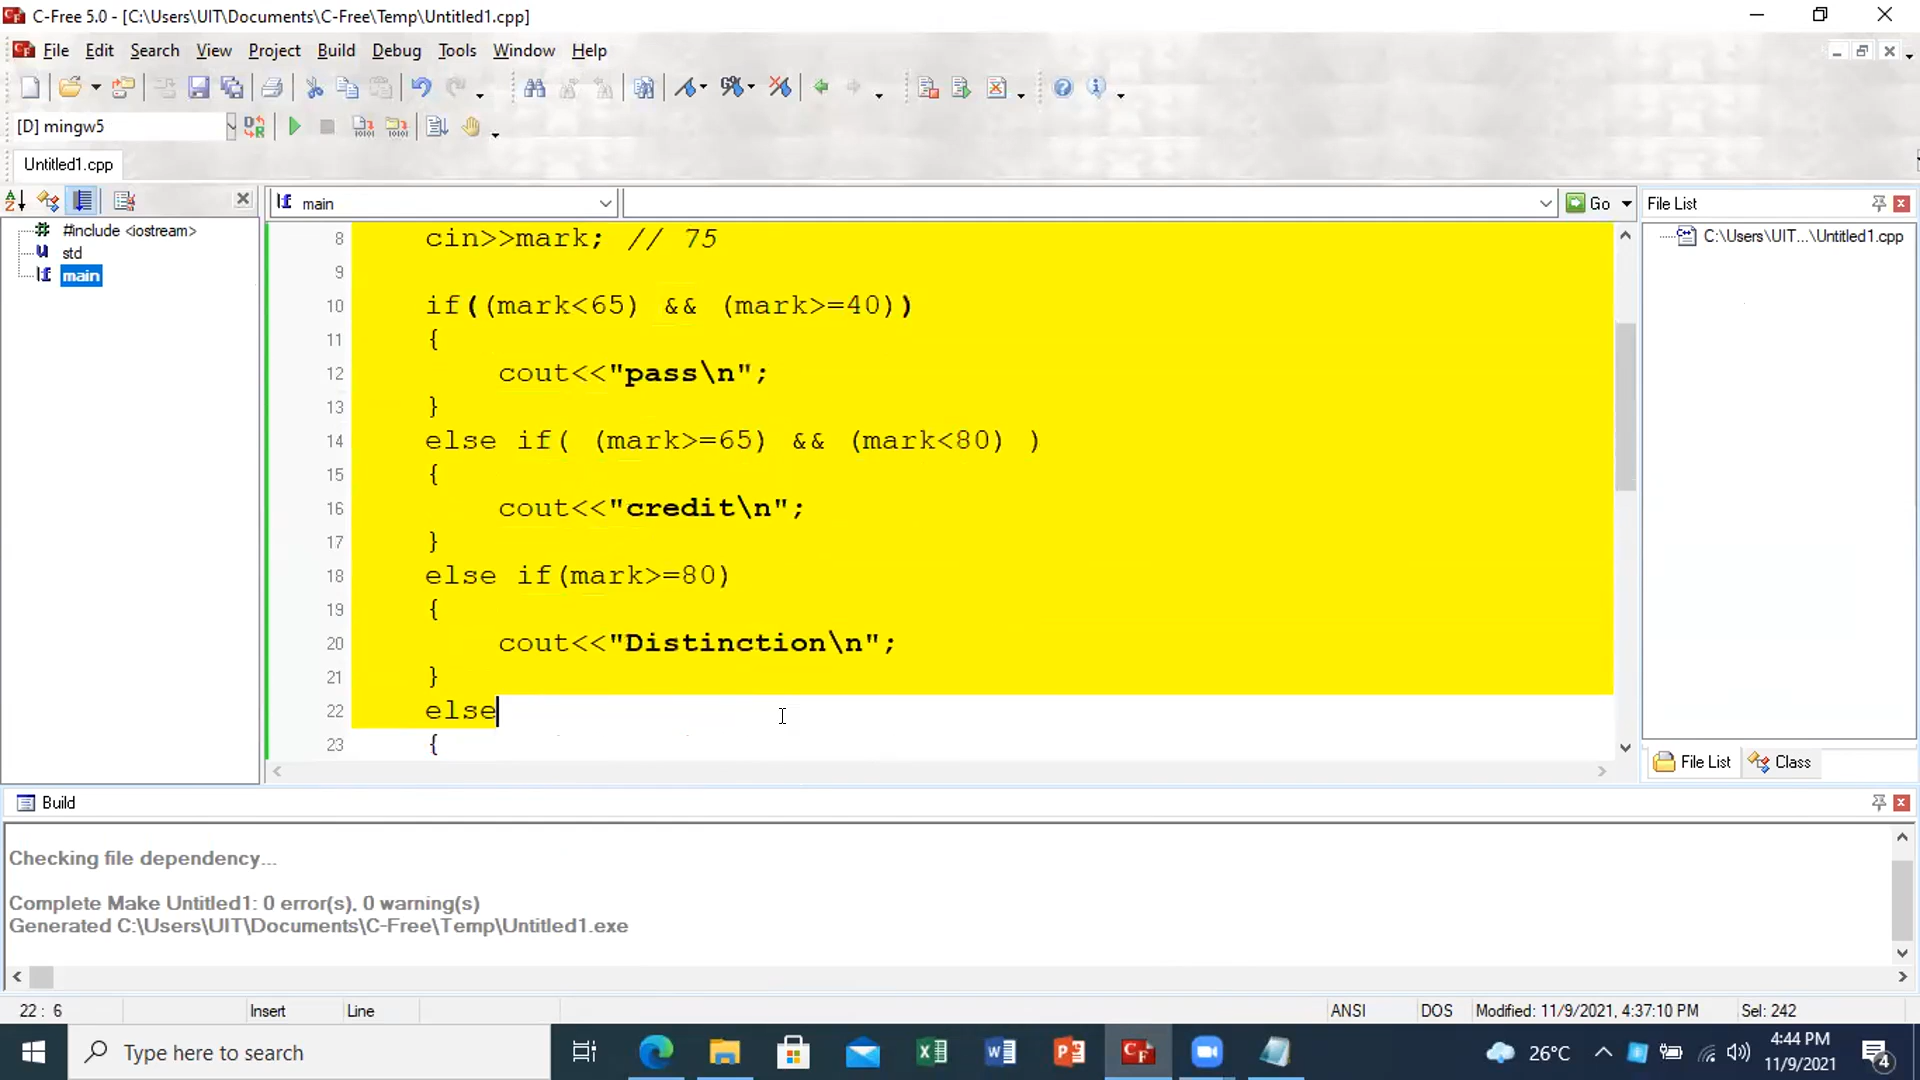 C-Free 5.0 - [C:\Users\UIT\Documents\C-Free\Temp\Untitled1.cpp]
File Edit Search View Project Build Debug Tools Window Help
[D] mingw5
Untitled1.cpp
#include <iostream>
std
main
main
Go
File List
C:\Users\UIT...\Untitled1.cpp
8 cin>>mark; // 75
9
10 if((mark<65) && (mark>=40))
11 {
12 cout<<"pass\n";
13 }
14 else if( (mark>=65) && (mark<80) )
15 {
16 cout<<"credit\n";
17 }
18 else if(mark>=80)
19 {
20 cout<<"Distinction\n";
21 }
22 else
23 {
File List Class
Build
Checking file dependency...
Complete Make Untitled1: 0 error(s), 0 warning(s)
Generated C:\Users\UIT\Documents\C-Free\Temp\Untitled1.exe
22 : 6 Insert Line ANSI DOS Modified: 11/9/2021, 4:37:10 PM Sel: 242
Type here to search
26°C
4:44 PM
11/9/2021
4